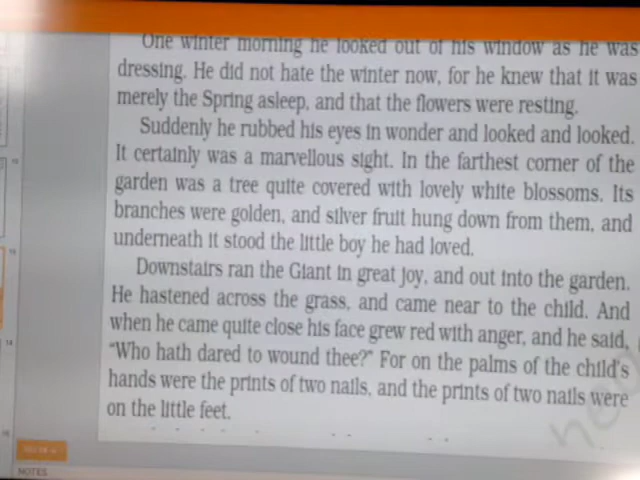 One winter morning he looked out of his window as he was
dressing. He did not hate the winter now, for he knew that it was
merely the Spring asleep, and that the flowers were resting.
Suddenly he rubbed his eyes in wonder and looked and looked.
It certainly was a marvellous sight. In the farthest corner of the
garden was a tree quite covered with lovely white blossoms. Its
branches were golden, and silver fruit hung down from them, and
underneath it stood the little boy he had loved.
Downstairs ran the Giant in great joy, and out into the garden.
He hastened across the grass, and came near to the child. And
when he came quite close his face grew red with anger, and he said,
“Who hath dared to wound thee?” For on the palms of the child's
hands were the prints of two nails, and the prints of two nails were
on the little feet.
NOTES